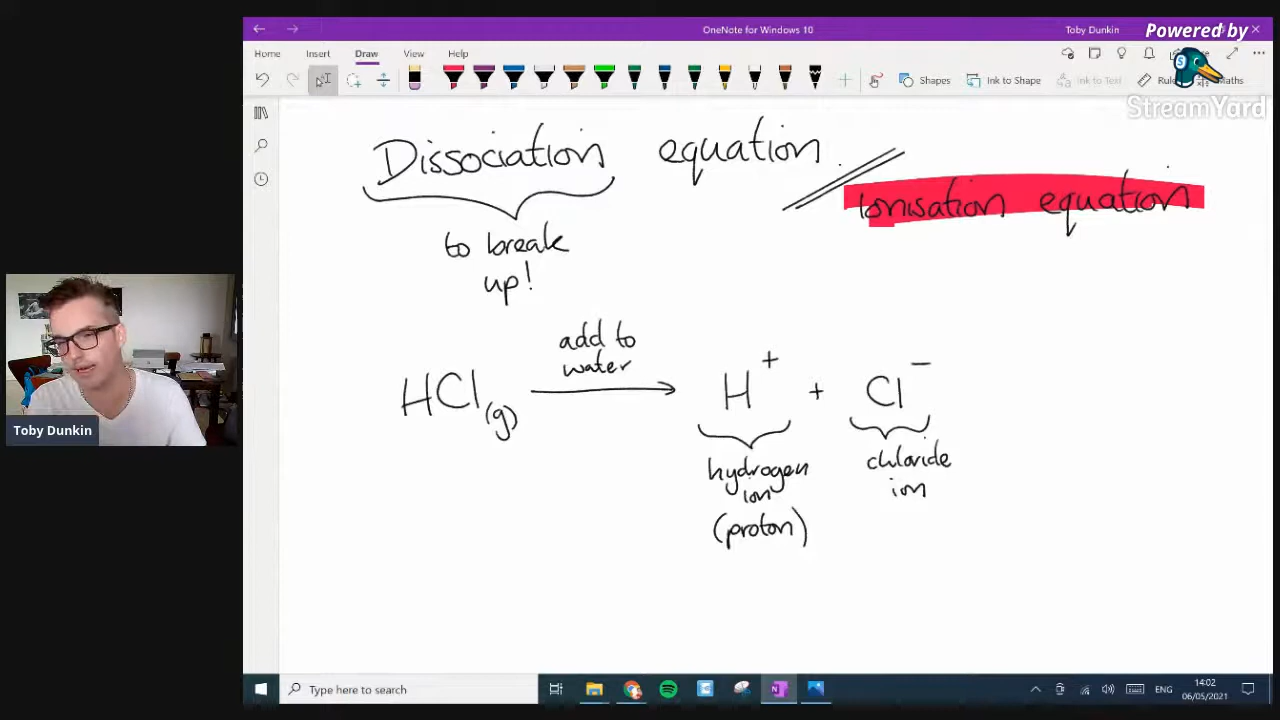 OneNote for Windows 10
Toby Dunkin
Powered by
StreamYard
Home Insert Draw View Help
Shapes Ink to Shape Ink to Text Maths
Dissociation equation
ionisation equation
to break
up!
add to
water
HCl(g) → H⁺ + Cl⁻
hydrogen
ion
(proton)
chloride
ion
Toby Dunkin
Type here to search
ENG
14:02
06/05/2021